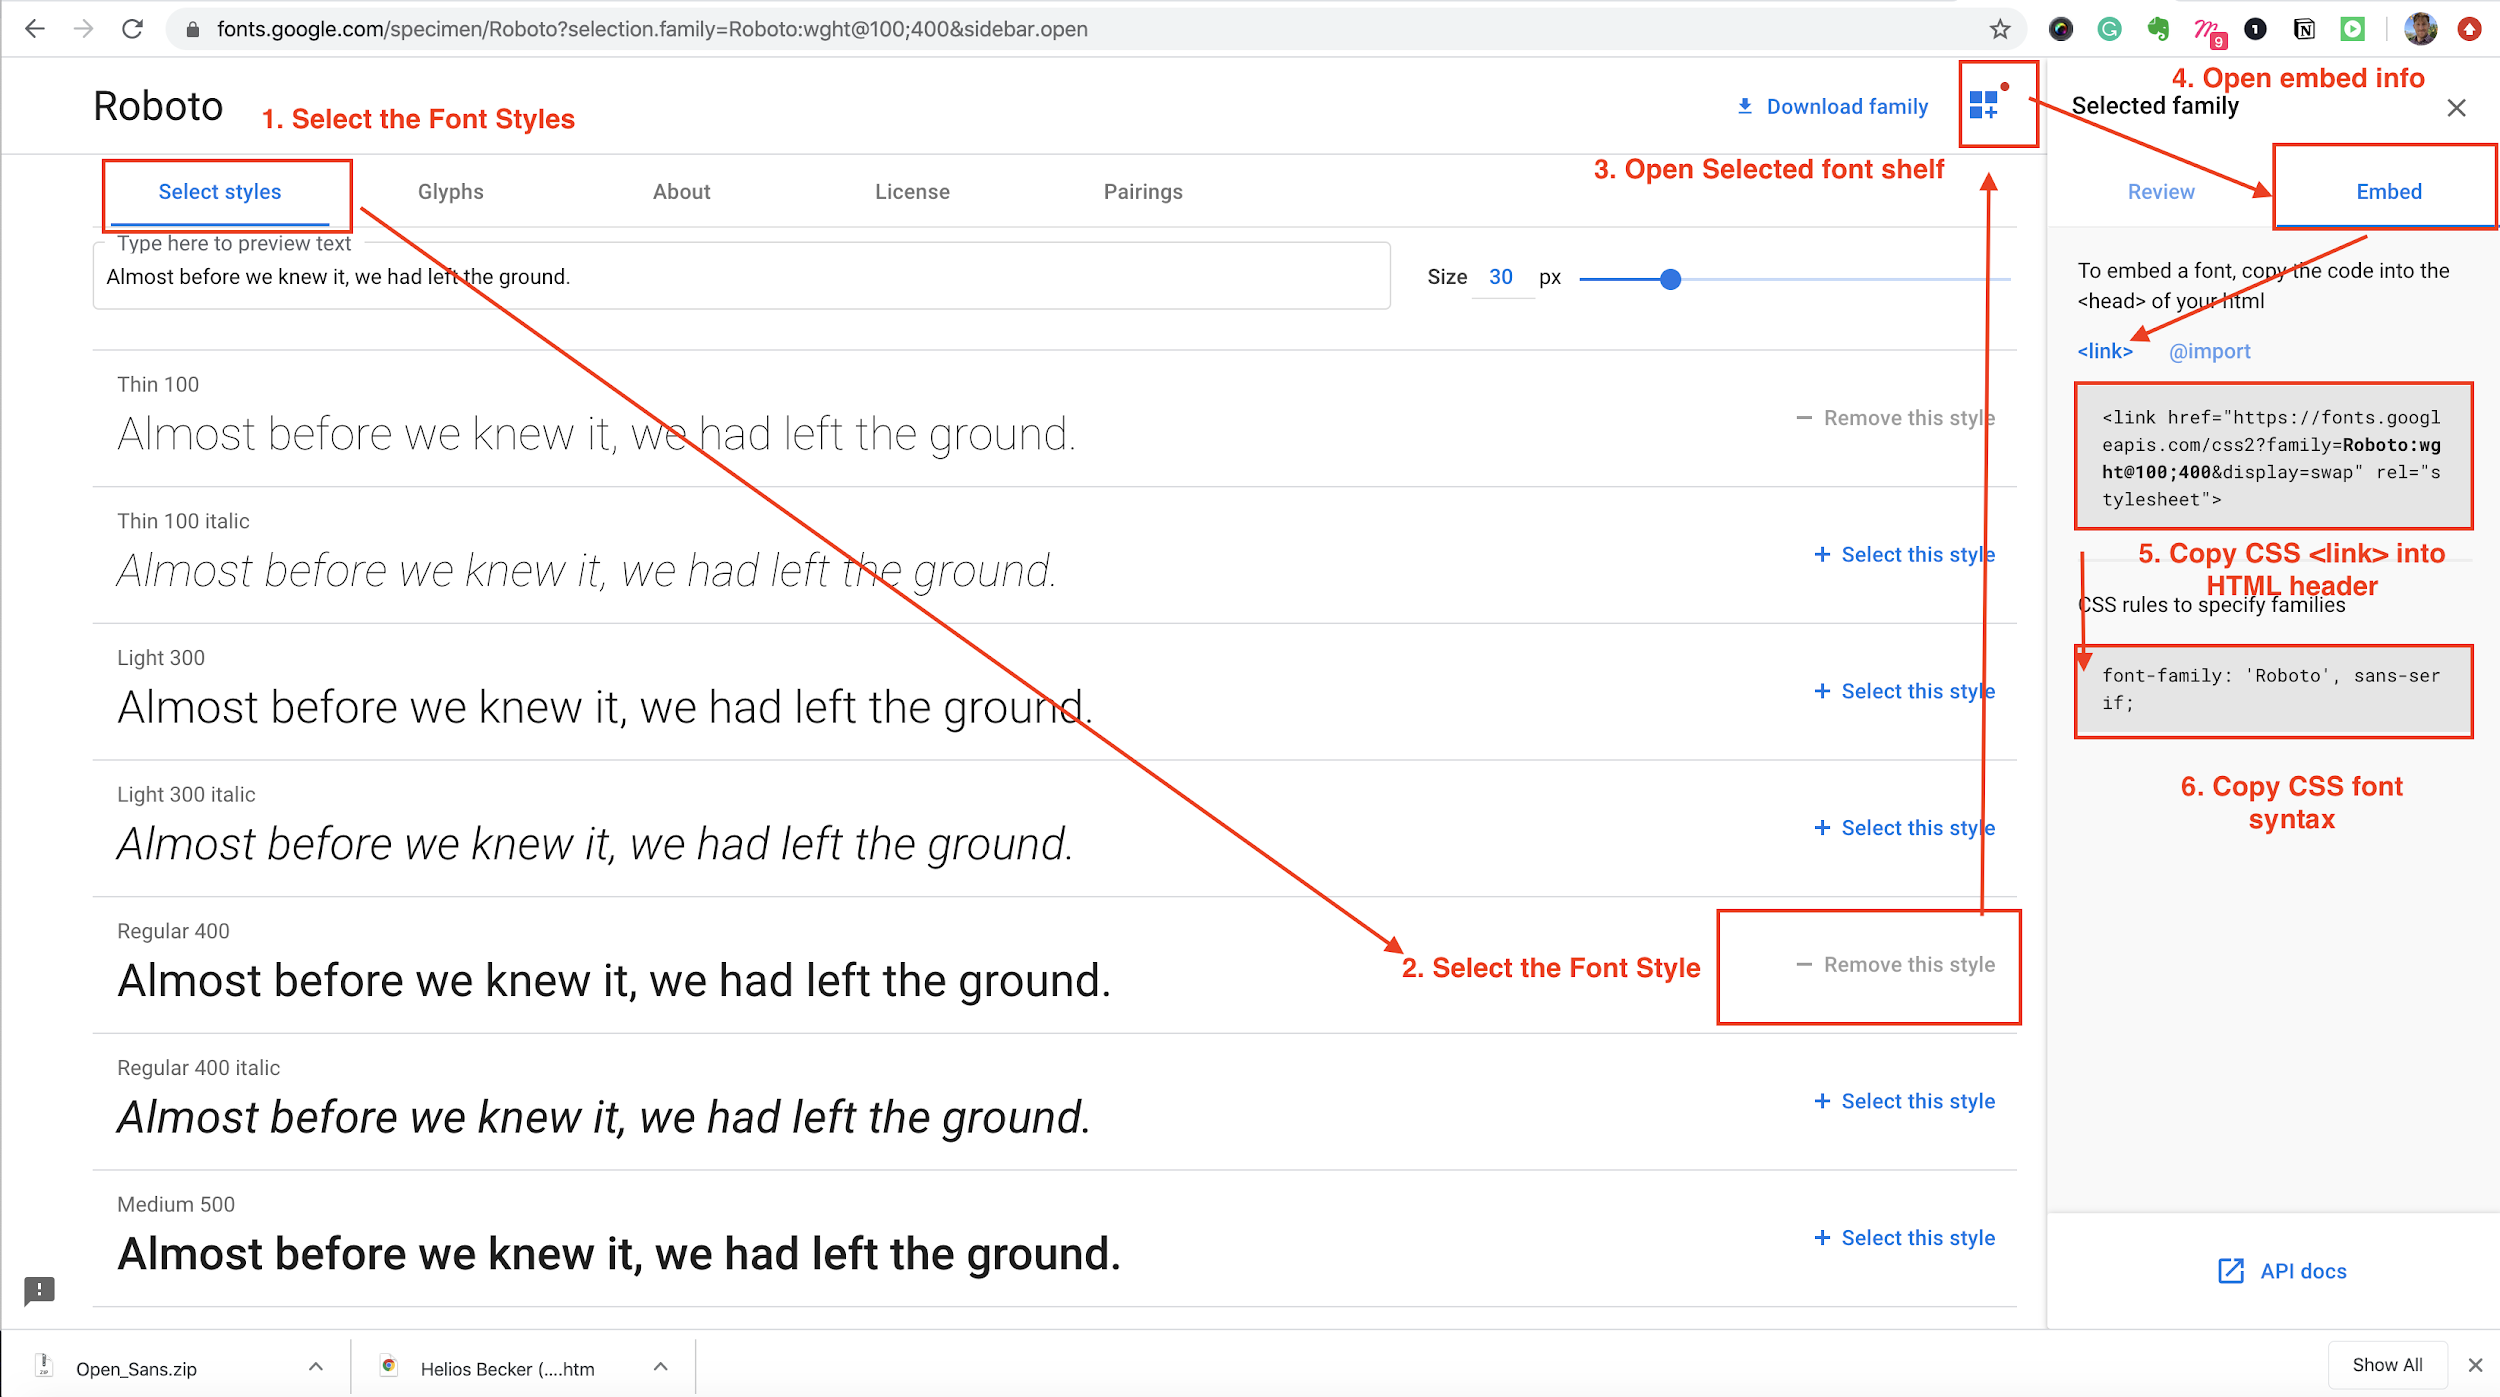 fonts.google.com/specimen/Roboto?selection.family=Roboto:wght@100;400&sidebar.open
9
1
Roboto
1. Select the Font Styles
Download family
4. Open embed info
Selected family
3. Open Selected font shelf
Select styles
Glyphs
About
License
Pairings
Review
Embed
Type here to preview text
Almost before we knew it, we had left the ground.
Size 30 px
To embed a font, copy the code into the
<head> of your html
<link>
@import
Thin 100
Almost before we knew it, we had left the ground.
Remove this style
<link href="https://fonts.googl
eapis.com/css2?family=Roboto:wg
ht@100;400&display=swap" rel="s
tylesheet">
Thin 100 italic
Almost before we knew it, we had left the ground.
+ Select this style
5. Copy CSS <link> into
HTML header
CSS rules to specify families
Light 300
Almost before we knew it, we had left the ground.
+ Select this style
font-family: 'Roboto', sans-ser
if;
Light 300 italic
Almost before we knew it, we had left the ground.
+ Select this style
6. Copy CSS font
syntax
Regular 400
Almost before we knew it, we had left the ground.
2. Select the Font Style
Remove this style
Regular 400 italic
Almost before we knew it, we had left the ground.
+ Select this style
Medium 500
Almost before we knew it, we had left the ground.
+ Select this style
API docs
Open_Sans.zip
Helios Becker (....htm
Show All